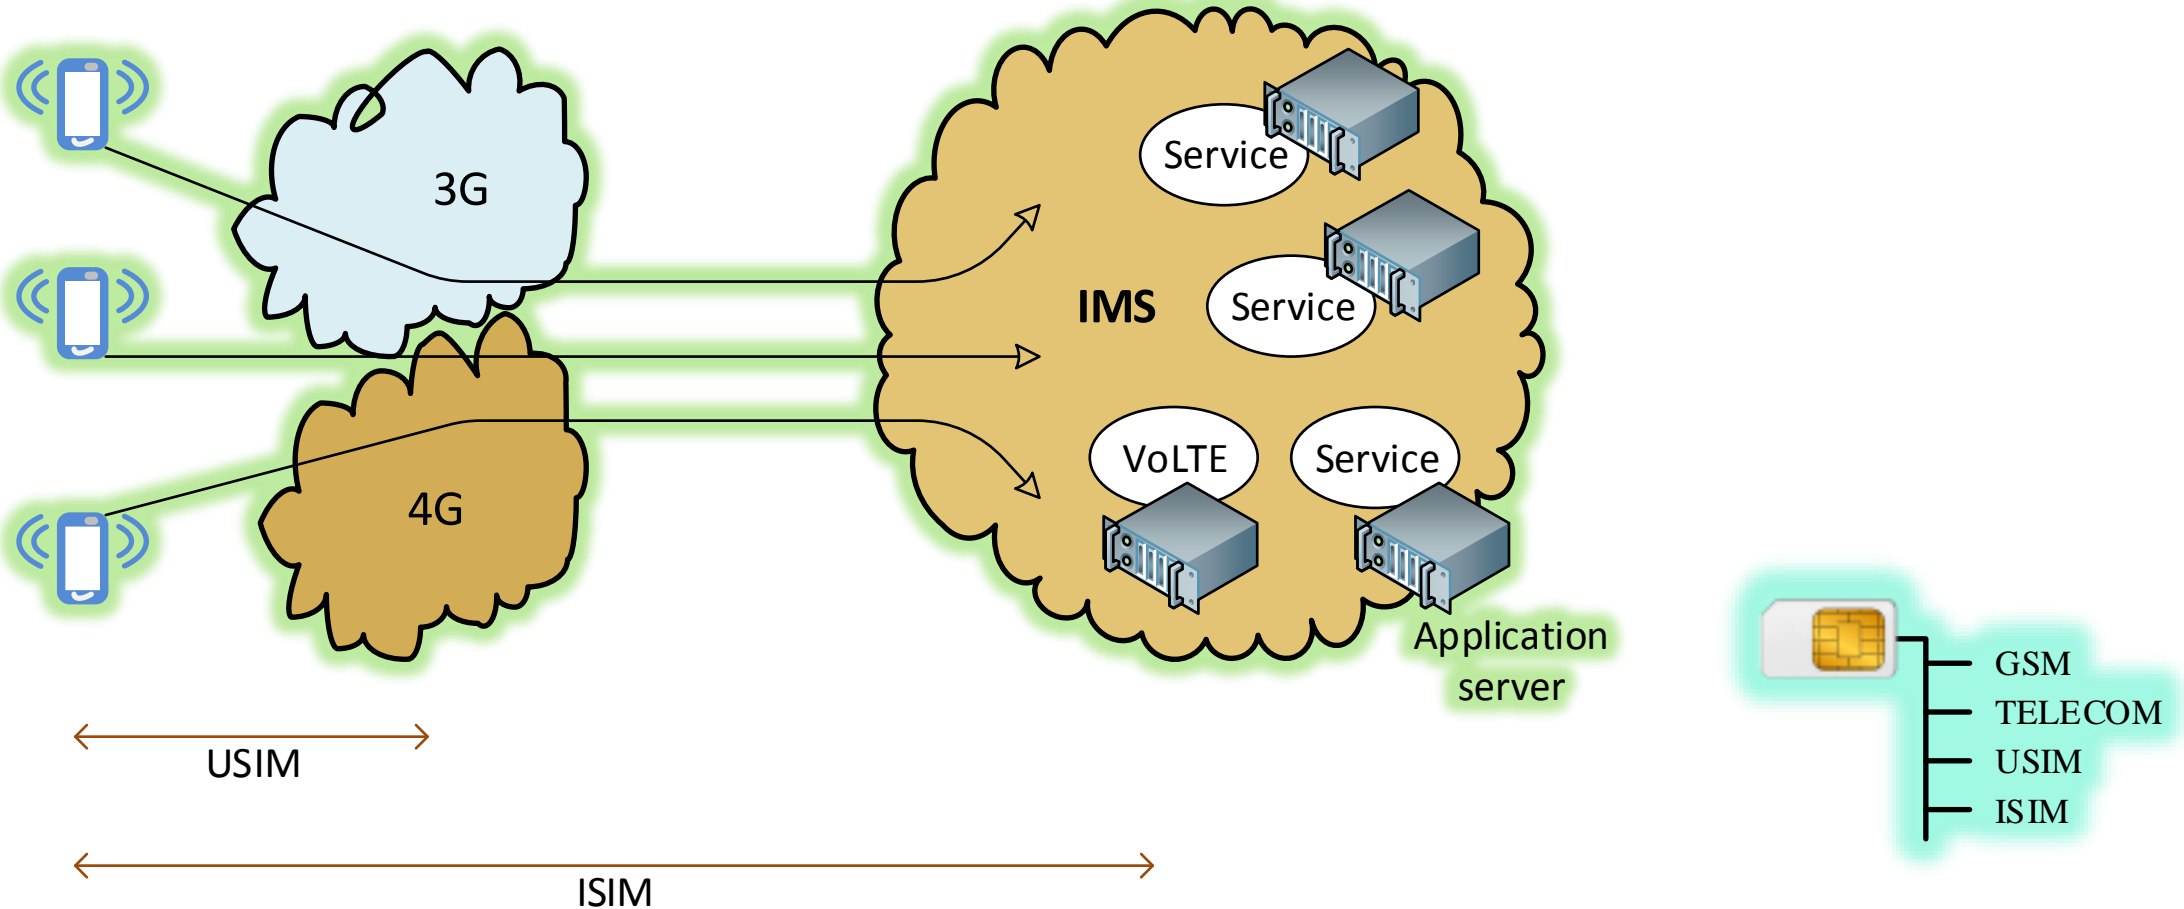 3G
4G
IMS
Service
Service
VoLTE
Service
Application
server
USIM
ISIM
GSM
TELECOM
USIM
ISIM